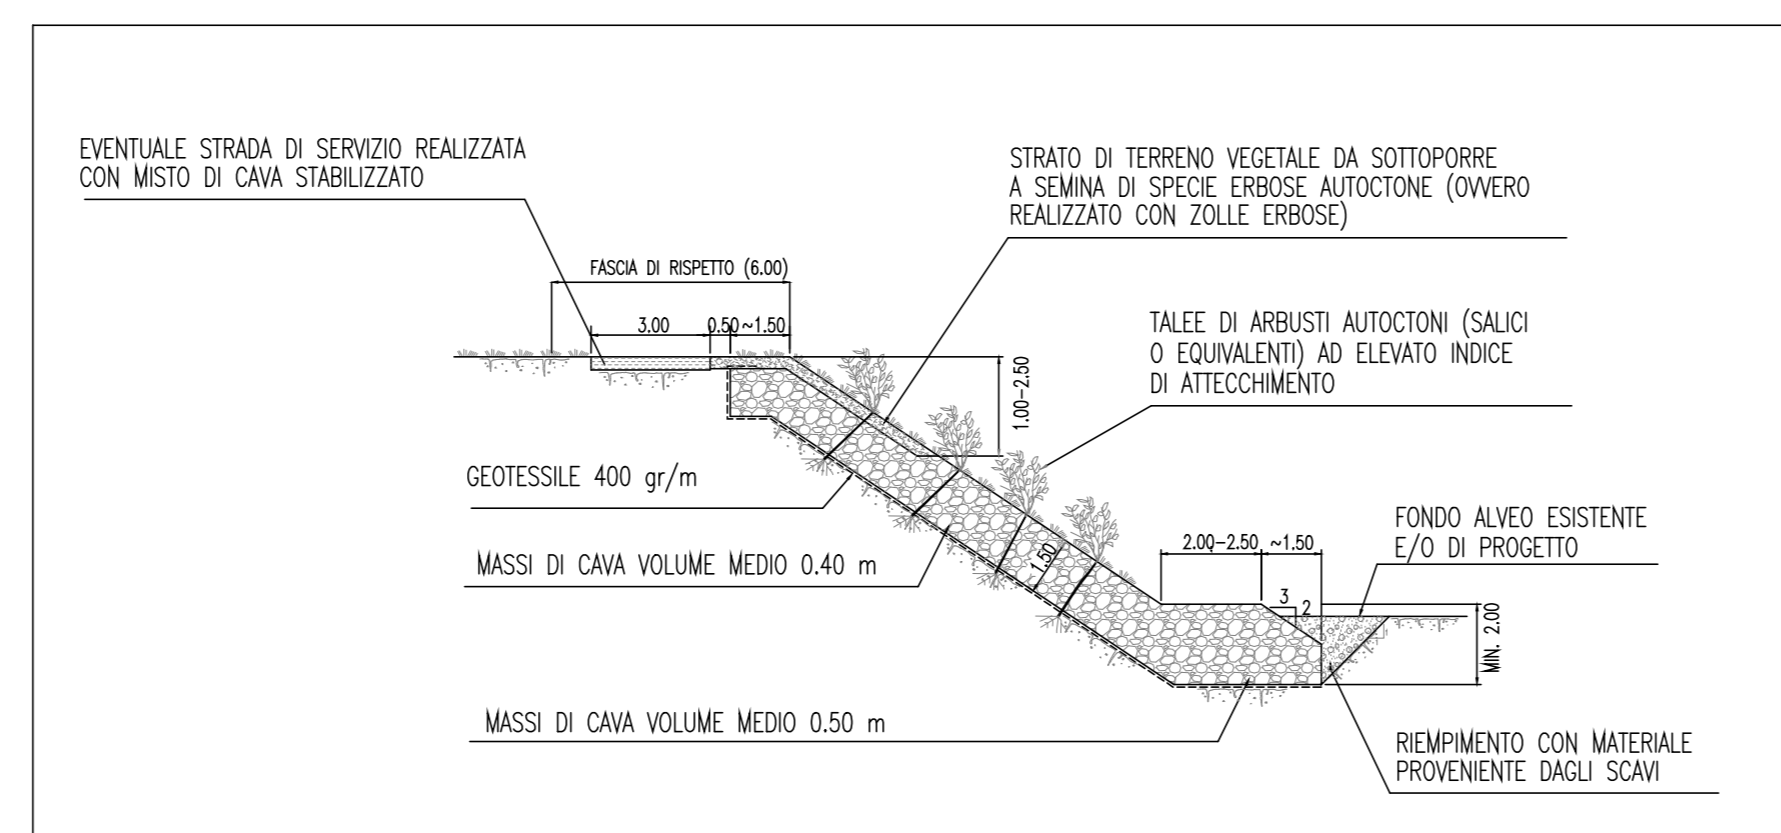 EVENTUALE STRADA DI SERVIZIO REALIZZATA
CON MISTO DI CAVA STABILIZZATO
STRATO DI TERRENO VEGETALE DA SOTTOPORRE
A SEMINA DI SPECIE ERBOSE AUTOCTONE (OVVERO
REALIZZATO CON ZOLLE ERBOSE)
FASCIA DI RISPETTO (6.00)
3.00
0.50
~1.50
1.00-2.50
TALEE DI ARBUSTI AUTOCTONI (SALICI
O EQUIVALENTI) AD ELEVATO INDICE
DI ATTECCHIMENTO
GEOTESSILE 400 gr/m
MASSI DI CAVA VOLUME MEDIO 0.40 m
1.50
2.00-2.50
~1.50
FONDO ALVEO ESISTENTE
E/O DI PROGETTO
3
2
MIN. 2.00
MASSI DI CAVA VOLUME MEDIO 0.50 m
RIEMPIMENTO CON MATERIALE
PROVENIENTE DAGLI SCAVI